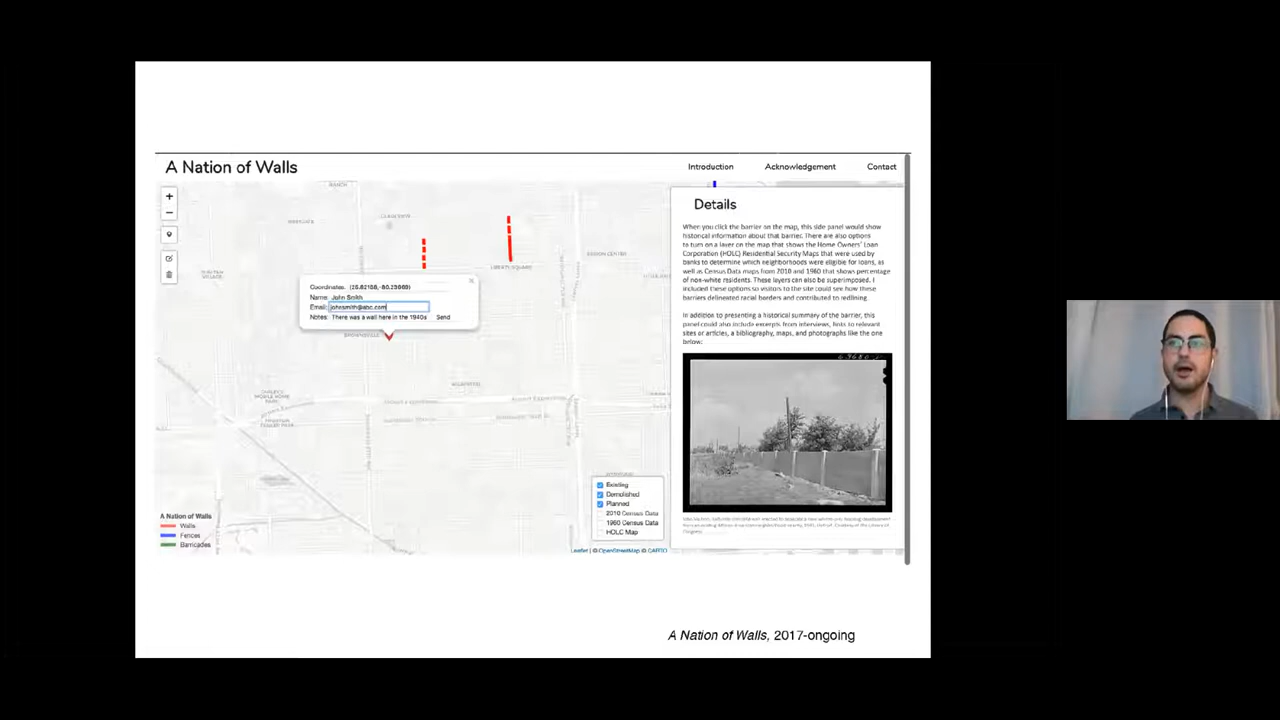 A Nation of Walls
Introduction
Acknowledgement
Contact
+
−
LIBERTY SQUARE
BROWNSVILLE
Coordinates:
Name: John Smith
Email: johnsmith@abc.com
Notes: There was a wall here in the 1940s Send
A Nation of Walls
Walls
Fences
Barricades
Existing
Demolished
Planned
2010 Census Data
1960 Census Data
HOLC Map
Leaflet | © OpenStreetMap © CARTO
Details
When you click the barrier on the map, this side panel would show
historical information about that barrier. There are also options
to turn on a layer on the map that shows the Home Owners' Loan
Corporation (HOLC) Residential Security Maps that were used by
banks to determine which neighborhoods were eligible for loans, as
well as Census Data maps from 2010 and 1960 that shows percentage
of non-white residents. These layers can also be superimposed. I
included these options so visitors to the site could see how these
barriers delineated racial borders and contributed to redlining.
In addition to presenting a historical summary of the barrier, this
panel could also include excerpts from interviews, links to relevant
sites or articles, a bibliography, maps, and photographs like the one
below:
A Nation of Walls, 2017-ongoing